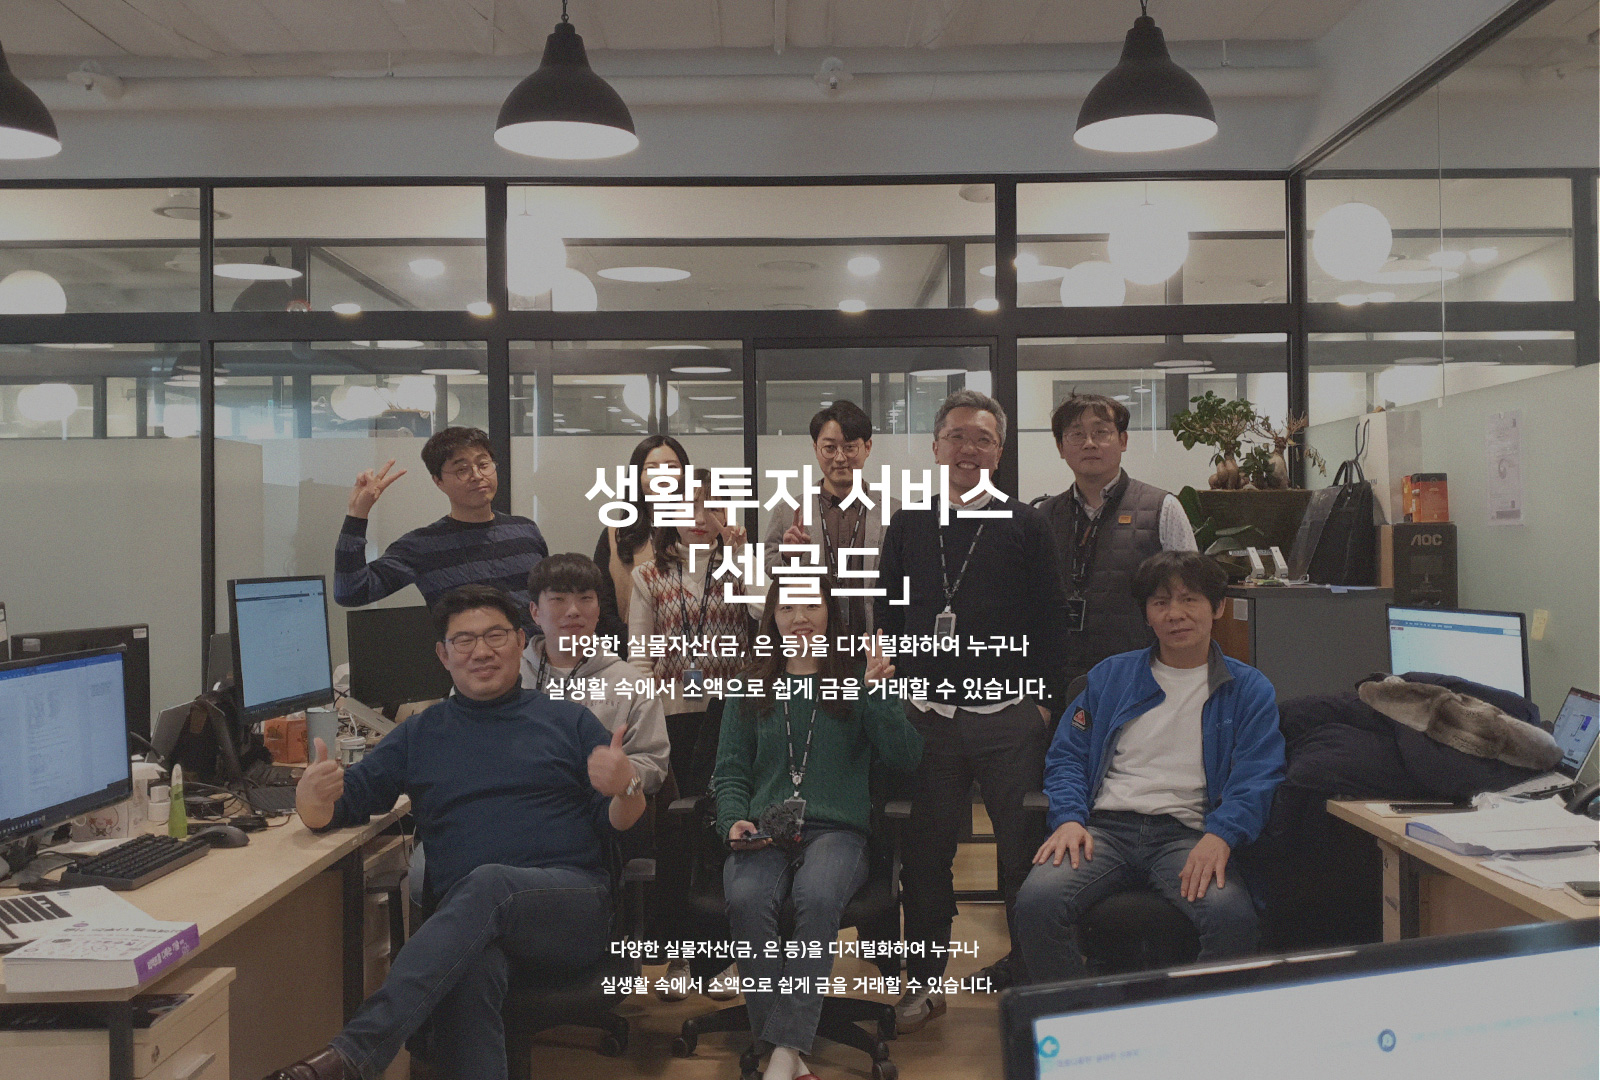 생활투자 서비스
「센골드」
다양한 실물자산(금, 은 등)을 디지털화하여 누구나
실생활 속에서 소액으로 쉽게 금을 거래할 수 있습니다.
AOC
다양한 실물자산(금, 은 등)을 디지털화하여 누구나
실생활 속에서 소액으로 쉽게 금을 거래할 수 있습니다.